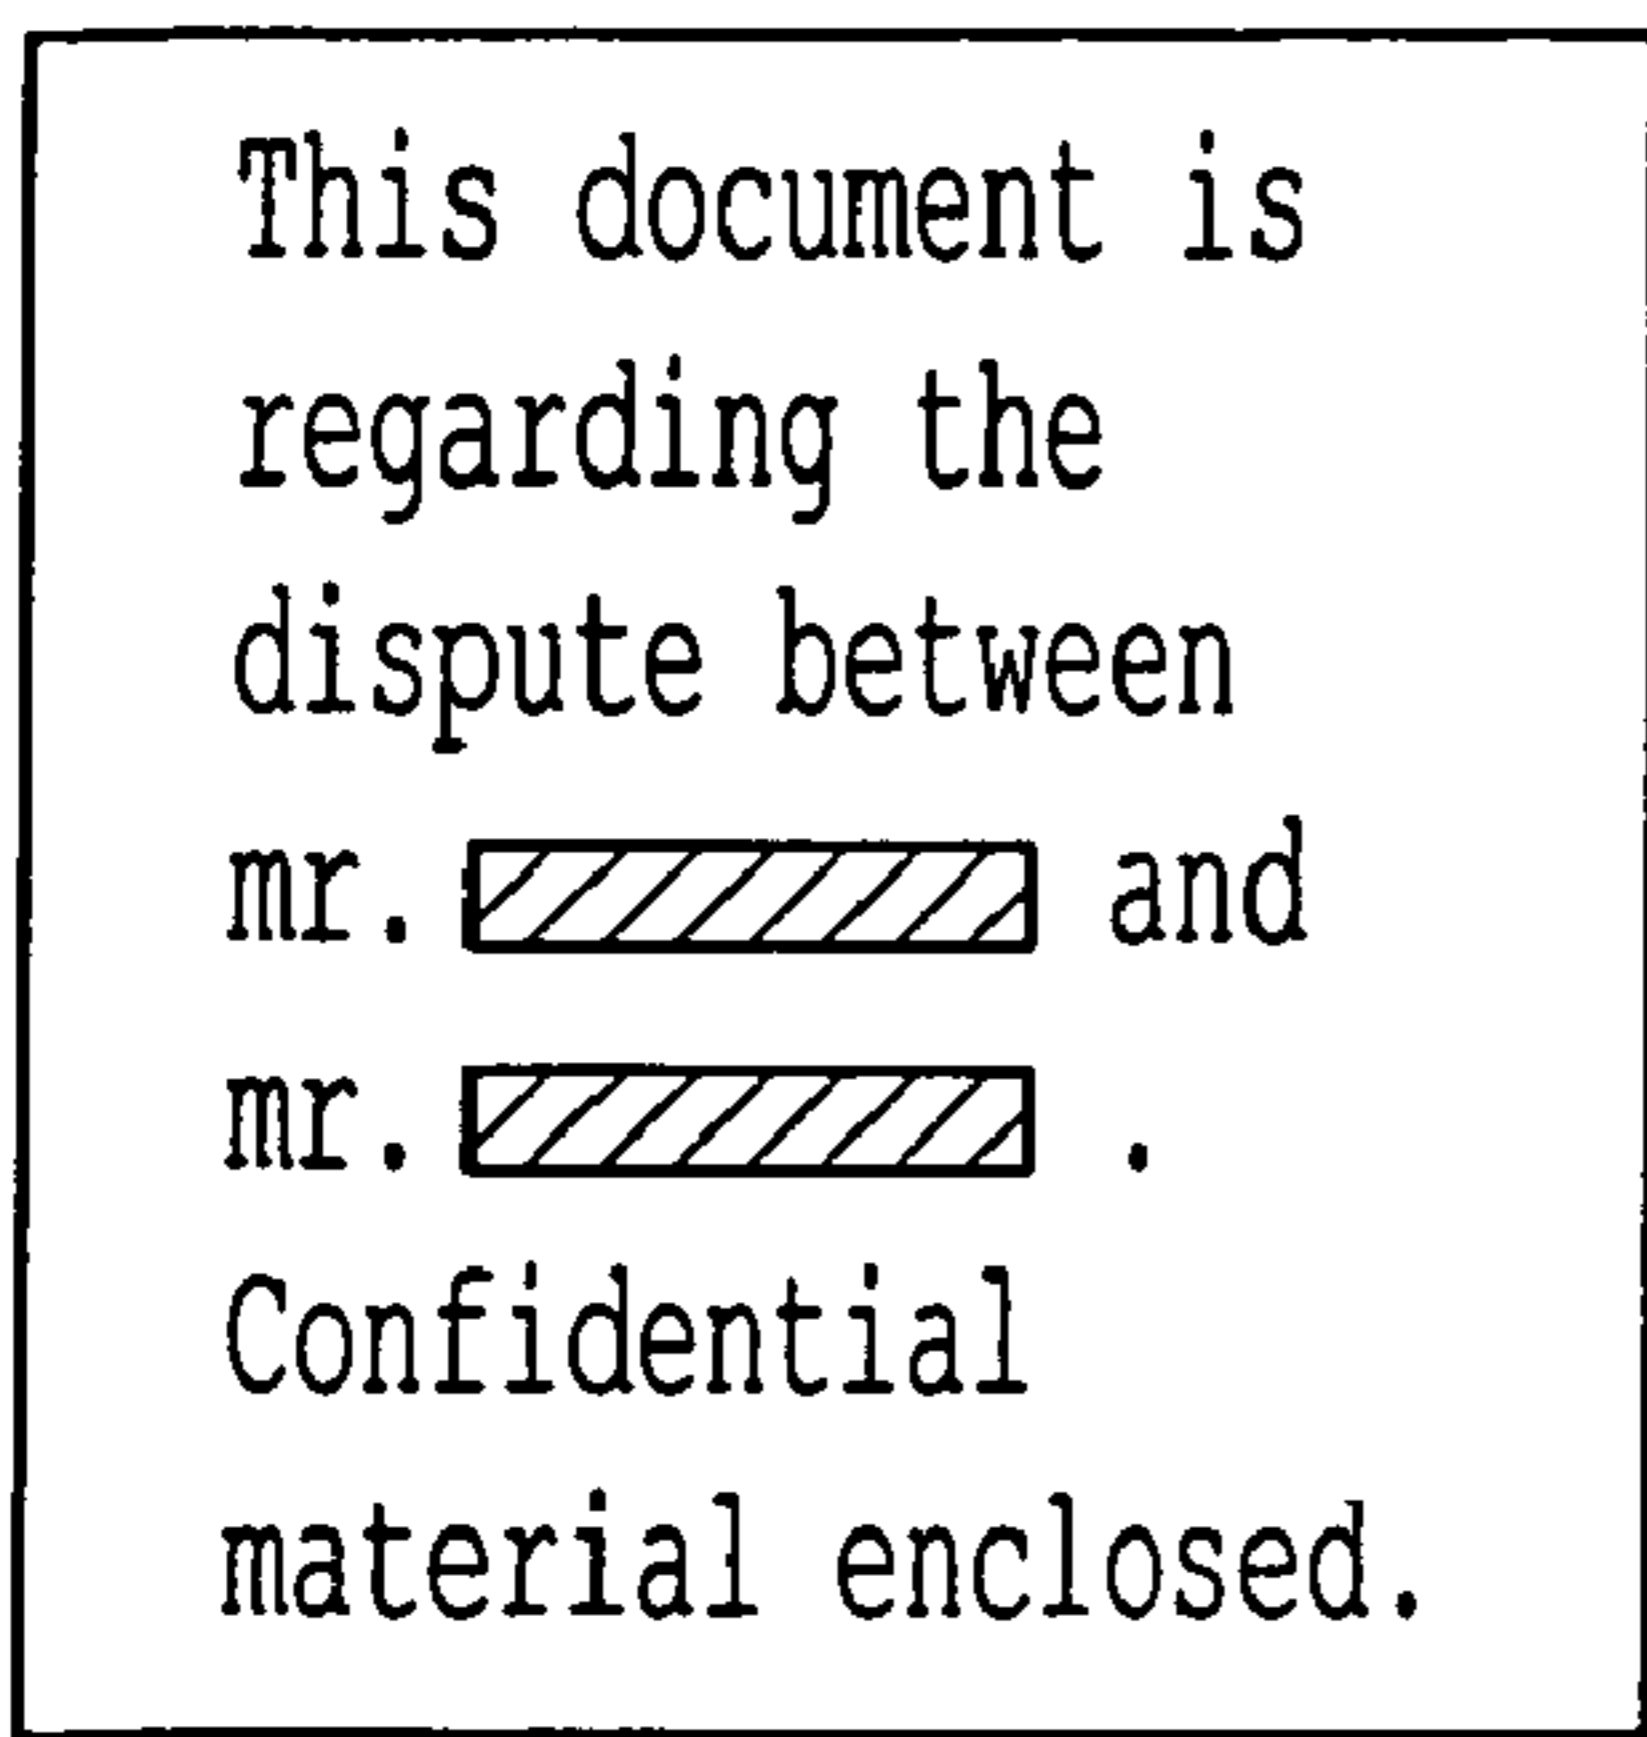 This document is
regarding the
dispute between
mr. and
mr. .
Confidential
material enclosed.